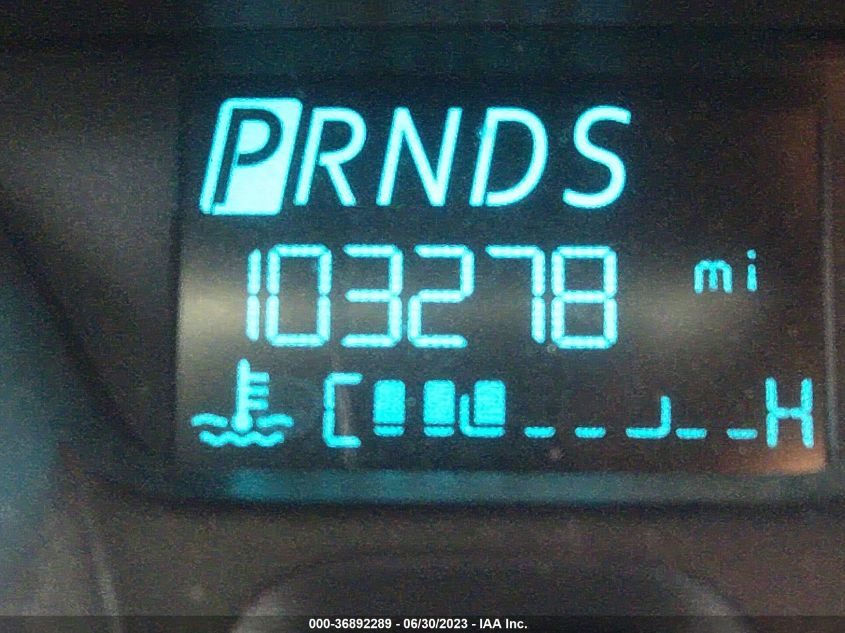 PRNDS
103278 mi
C H
000-36892289 - 06/30/2023 - IAA Inc.